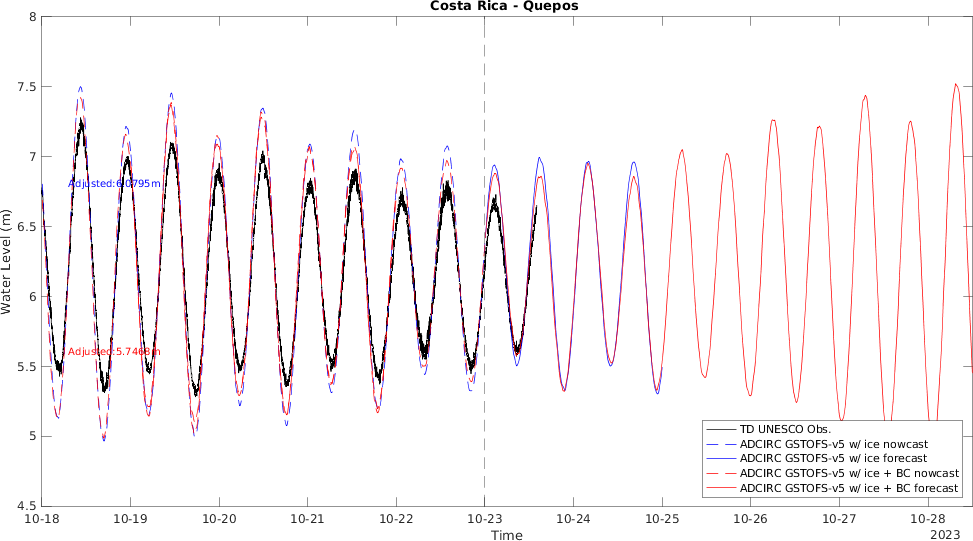 Costa Rica - Quepos
8
7.5
7
6.5
6
5.5
5
4.5
Water Level (m)
Adjusted:6.0795m
Adjusted:5.7468m
TD UNESCO Obs.
ADCIRC GSTOFS-v5 w/ ice nowcast
ADCIRC GSTOFS-v5 w/ ice forecast
ADCIRC GSTOFS-v5 w/ ice + BC nowcast
ADCIRC GSTOFS-v5 w/ ice + BC forecast
10-18 10-19 10-20 10-21 10-22 10-23 10-24 10-25 10-26 10-27 10-28
Time
2023